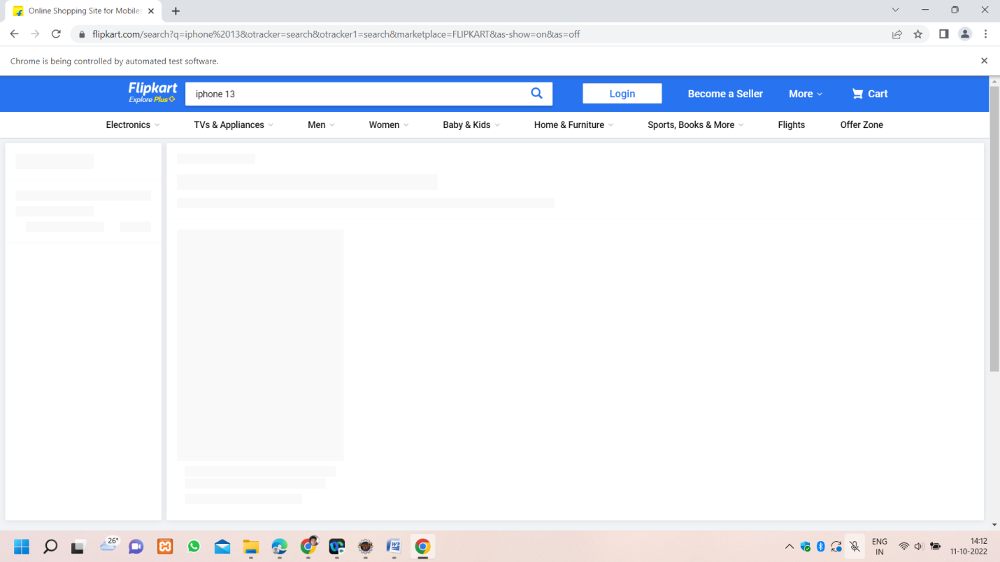 Online Shopping Site for Mobiles
flipkart.com/search?q=iphone%2013&otracker=search&otracker1=search&marketplace=FLIPKART&as-show=on&as=off
Chrome is being controlled by automated test software.
Flipkart
Explore Plus
iphone 13
Login
Become a Seller
More
Cart
Electronics
TVs & Appliances
Men
Women
Baby & Kids
Home & Furniture
Sports, Books & More
Flights
Offer Zone
26°
ENG
IN
14:12
11-10-2022